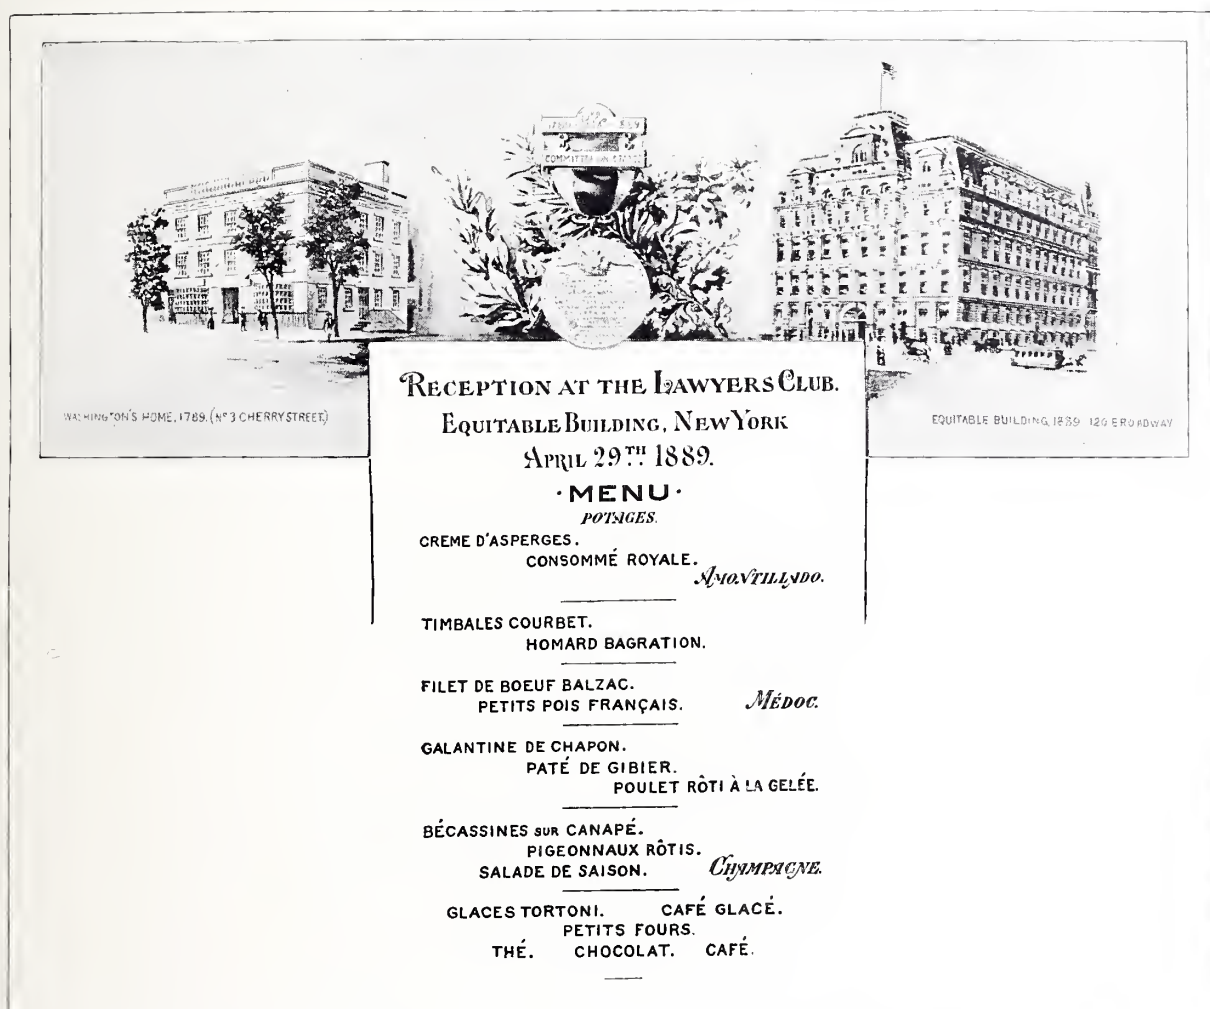 COMMITTEE ON STATES
WASHINGTON'S HOME, 1789. (No 3 CHERRY STREET.)
EQUITABLE BUILDING, 1889 120 BROADWAY
RECEPTION AT THE LAWYERS CLUB.
EQUITABLE BUILDING, NEW YORK
APRIL 29TH 1889.
·MENU·
POTAGES.
CREME D'ASPERGES.
CONSOMMÉ ROYALE.
AMONTILLADO.
TIMBALES COURBET.
HOMARD BAGRATION.
FILET DE BOEUF BALZAC.
PETITS POIS FRANÇAIS. MÉDOC.
GALANTINE DE CHAPON.
PATÉ DE GIBIER.
POULET RÔTI À LA GELÉE.
BÉCASSINES SUR CANAPÉ.
PIGEONNAUX RÔTIS.
SALADE DE SAISON. CHAMPAGNE.
GLACES TORTONI. CAFÉ GLACÉ.
PETITS FOURS.
THÉ. CHOCOLAT. CAFÉ.